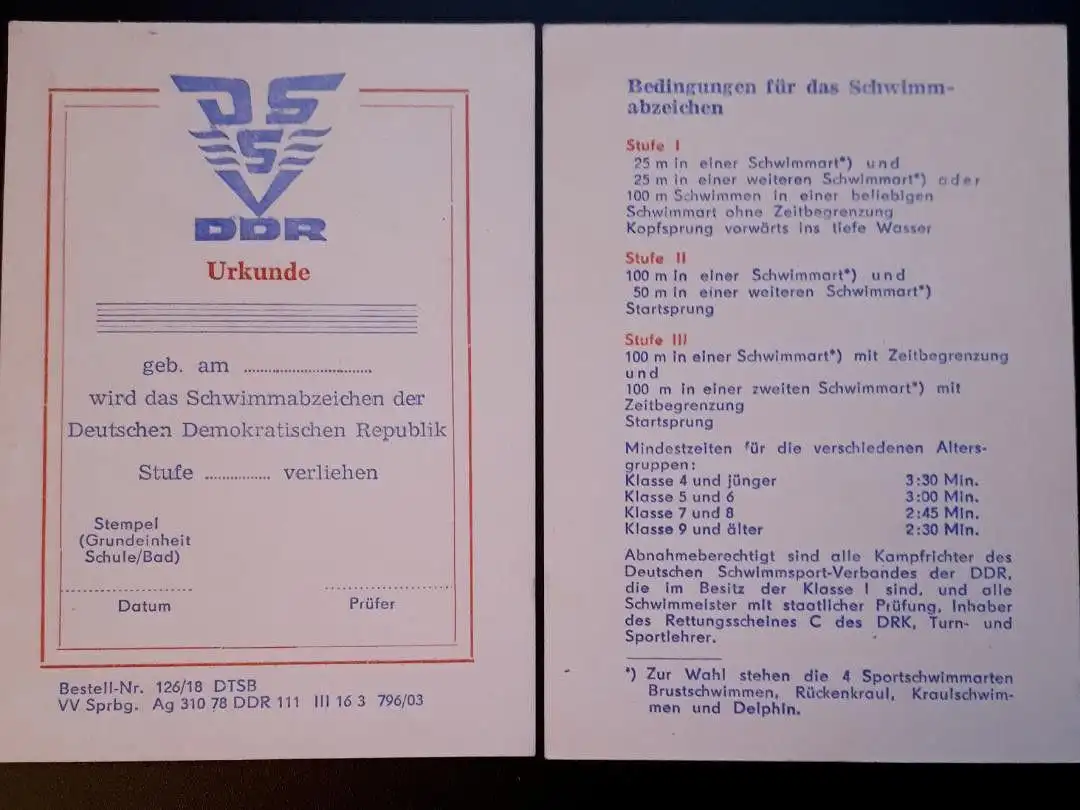 DSSV
DDR
Urkunde
geb. am ..............................
wird das Schwimmabzeichen der
Deutschen Demokratischen Republik
Stufe ............... verliehen
Stempel
(Grundeinheit
Schule/Bad)
Datum
Prüfer
Bestell-Nr. 126/18 DTSB
VV Sprbg. Ag 310 78 DDR 111 III 16 3 796/03
Bedingungen für das Schwimm-
abzeichen
Stufe I
25 m in einer Schwimmart*) und
25 m in einer weiteren Schwimmart*) oder
100 m Schwimmen in einer beliebigen
Schwimmart ohne Zeitbegrenzung
Kopfsprung vorwärts ins tiefe Wasser
Stufe II
100 m in einer Schwimmart*) und
50 m in einer weiteren Schwimmart*)
Startsprung
Stufe III
100 m in einer Schwimmart*) mit Zeitbegrenzung
und
100 m in einer zweiten Schwimmart*) mit
Zeitbegrenzung
Startsprung
Mindestzeiten für die verschiedenen Alters-
gruppen:
Klasse 4 und jünger 3:30 Min.
Klasse 5 und 6 3:00 Min.
Klasse 7 und 8 2:45 Min.
Klasse 9 und älter 2:30 Min.
Abnahmeberechtigt sind alle Kampfrichter des
Deutschen Schwimmsport-Verbandes der DDR,
die im Besitz der Klasse I sind, und alle
Schwimmeister mit staatlicher Prüfung, Inhaber
des Rettungsscheines C des DRK, Turn- und
Sportlehrer.
*) Zur Wahl stehen die 4 Sportschwimmarten
Brustschwimmen, Rückenkraul, Kraulschwim-
men und Delphin.